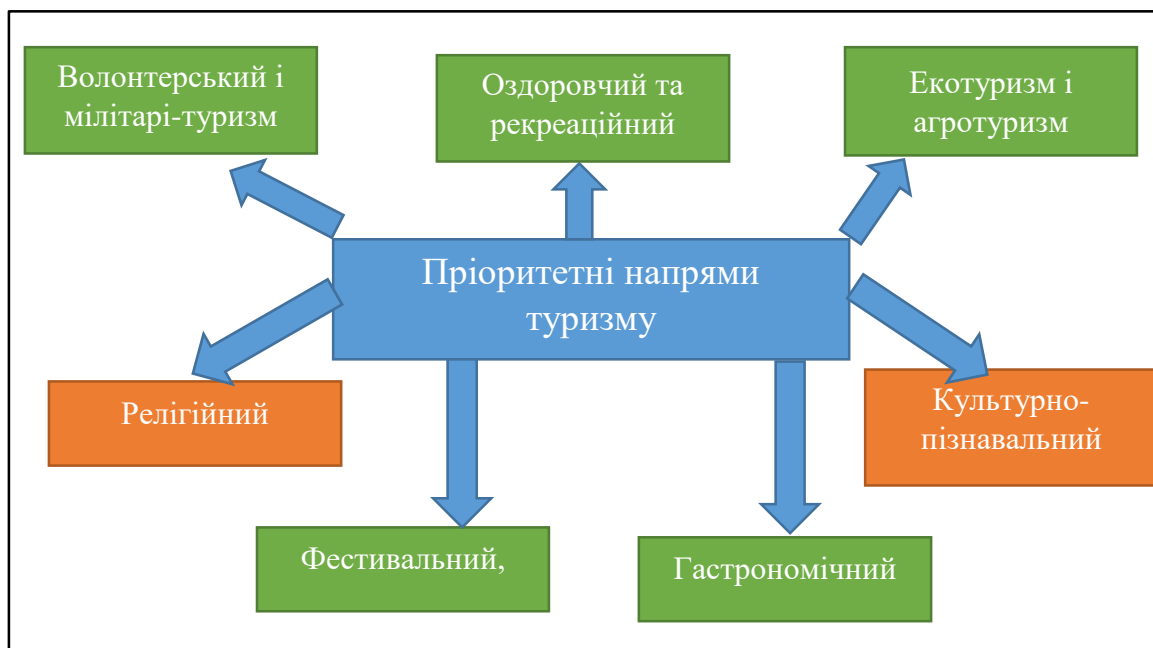 Волонтерський і
мілітарі-туризм
Оздоровчий та
рекреаційний
Екотуризм і
агротуризм
Пріоритетні напрями
туризму
Релігійний
Культурно-
пізнавальний
Фестивальний,
Гастрономічний